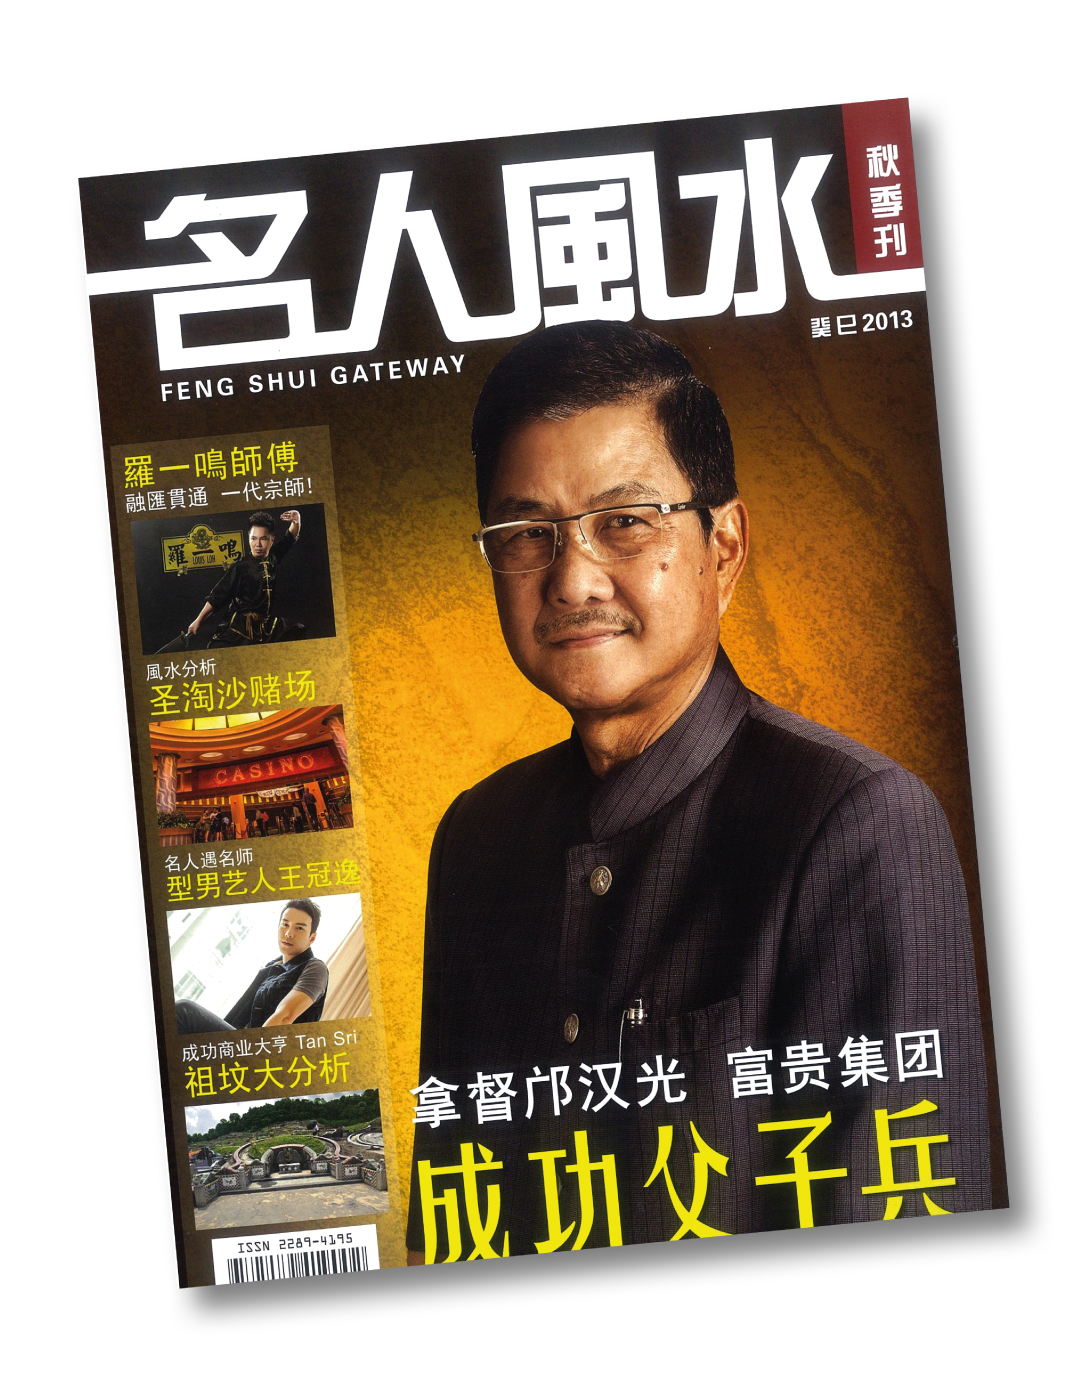 名人風水
秋季刊
癸巳 2013
FENG SHUI GATEWAY
羅一鳴師傅
融匯貫通 一代宗師!
羅一鳴
LOUIS LOH
風水分析
圣淘沙赌场
CASINO
名人遇名师
型男艺人王冠逸
成功商业大亨 Tan Sri
祖坟大分析
拿督邝汉光 富贵集团
成功父子兵
ISSN 2289-4195